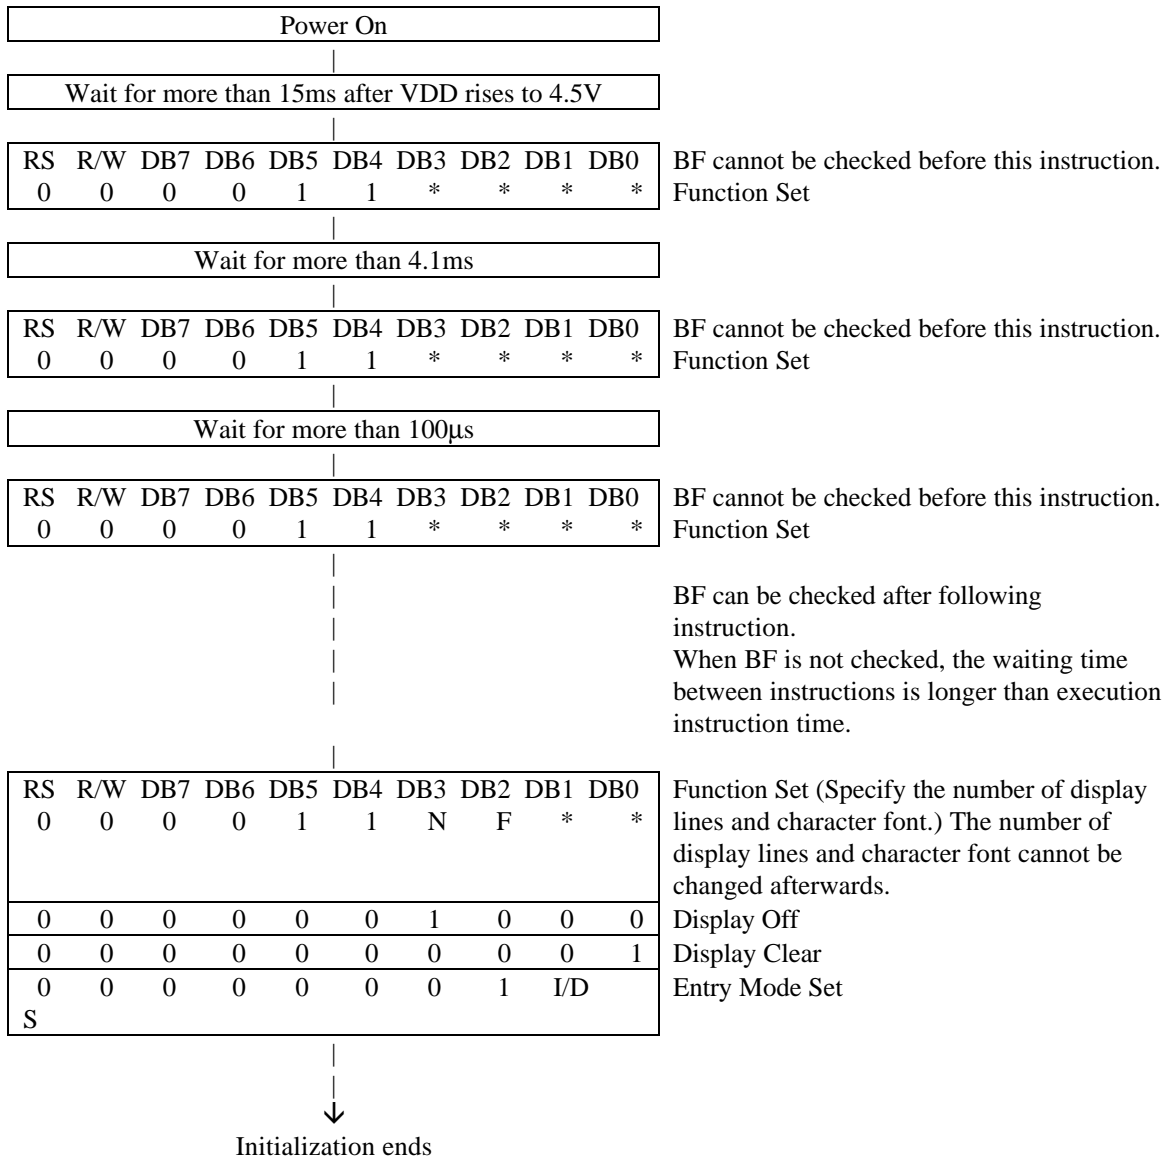 Power On
Wait for more than 15ms after VDD rises to 4.5V
RS R/W DB7 DB6 DB5 DB4 DB3 DB2 DB1 DB0 BF cannot be checked before this instruction.
0 0 0 0 1 1 * * * * Function Set
Wait for more than 4.1ms
RS R/W DB7 DB6 DB5 DB4 DB3 DB2 DB1 DB0 BF cannot be checked before this instruction.
0 0 0 0 1 1 * * * * Function Set
Wait for more than 100µs
RS R/W DB7 DB6 DB5 DB4 DB3 DB2 DB1 DB0 BF cannot be checked before this instruction.
0 0 0 0 1 1 * * * * Function Set
BF can be checked after following
instruction.
When BF is not checked, the waiting time
between instructions is longer than execution
instruction time.
RS R/W DB7 DB6 DB5 DB4 DB3 DB2 DB1 DB0 Function Set (Specify the number of display
0 0 0 0 1 1 N F * * lines and character font.) The number of
display lines and character font cannot be
changed afterwards.
0 0 0 0 0 0 1 0 0 0 Display Off
0 0 0 0 0 0 0 0 0 1 Display Clear
0 0 0 0 0 0 0 1 I/D Entry Mode Set
S
Initialization ends